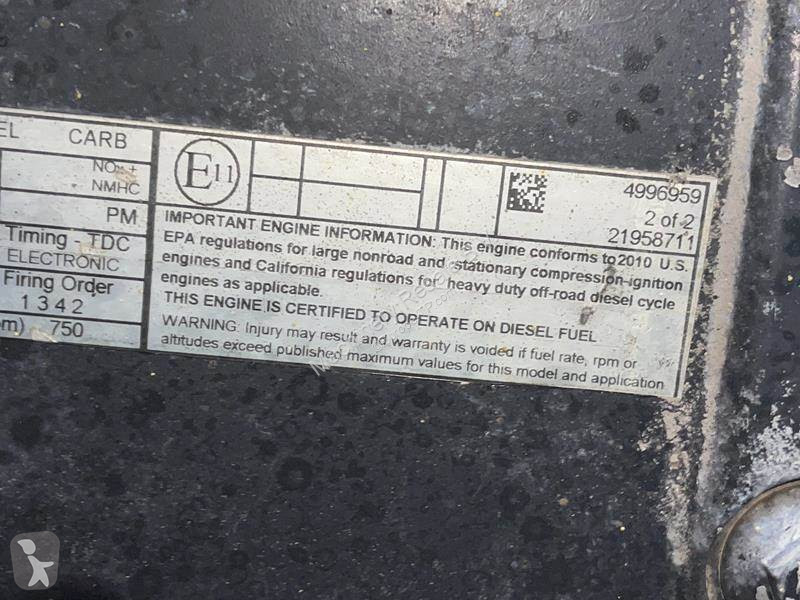 EL CARB
NOx +
NMHC
PM
Timing - TDC
ELECTRONIC
Firing Order
1 3 4 2
om) 750
E11
4996959
2 of 2
21958711
IMPORTANT ENGINE INFORMATION: This engine conforms to2010 U.S.
EPA regulations for large nonroad and stationary compression-ignition
engines and California regulations for heavy duty off-road diesel cycle
engines as applicable.
THIS ENGINE IS CERTIFIED TO OPERATE ON DIESEL FUEL
WARNING: Injury may result and warranty is voided if fuel rate, rpm or
altitudes exceed published maximum values for this model and application